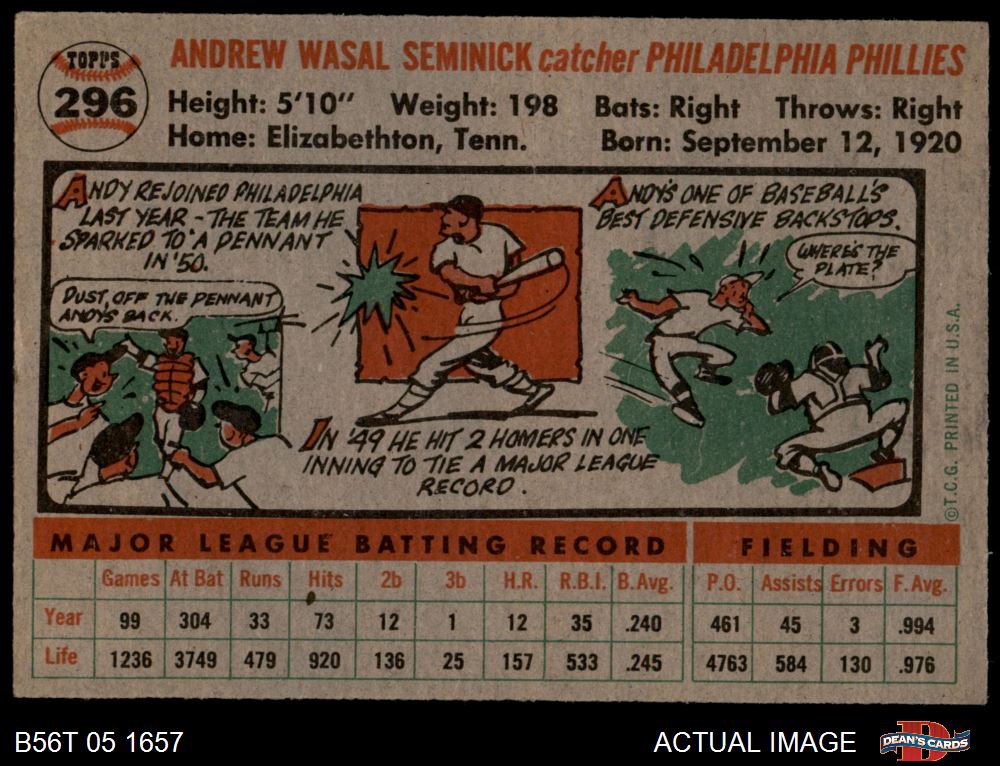 TOPPS
296
ANDREW WASAL SEMINICK catcher PHILADELPHIA PHILLIES
Height: 5'10" Weight: 198 Bats: Right Throws: Right
Home: Elizabethton, Tenn. Born: September 12, 1920
ANDY REJOINED PHILADELPHIA
LAST YEAR - THE TEAM HE
SPARKED TO A PENNANT
IN '50.
DUST OFF THE PENNANT
ANDY'S BACK.
IN '49 HE HIT 2 HOMERS IN ONE
INNING TO TIE A MAJOR LEAGUE
RECORD.
ANDY'S ONE OF BASEBALL'S
BEST DEFENSIVE BACKSTOPS.
WHERE'S THE
PLATE?
©T.C.G. PRINTED IN U.S.A.
MAJOR LEAGUE BATTING RECORD FIELDING
Games At Bat Runs Hits 2b 3b H.R. R.B.I. B.Avg. P.O. Assists Errors F.Avg.
Year 99 304 33 73 12 1 12 35 .240 461 45 3 .994
Life 1236 3749 479 920 136 25 157 533 .245 4763 584 130 .976
B56T 05 1657 ACTUAL IMAGE
D
DEAN'S CARDS